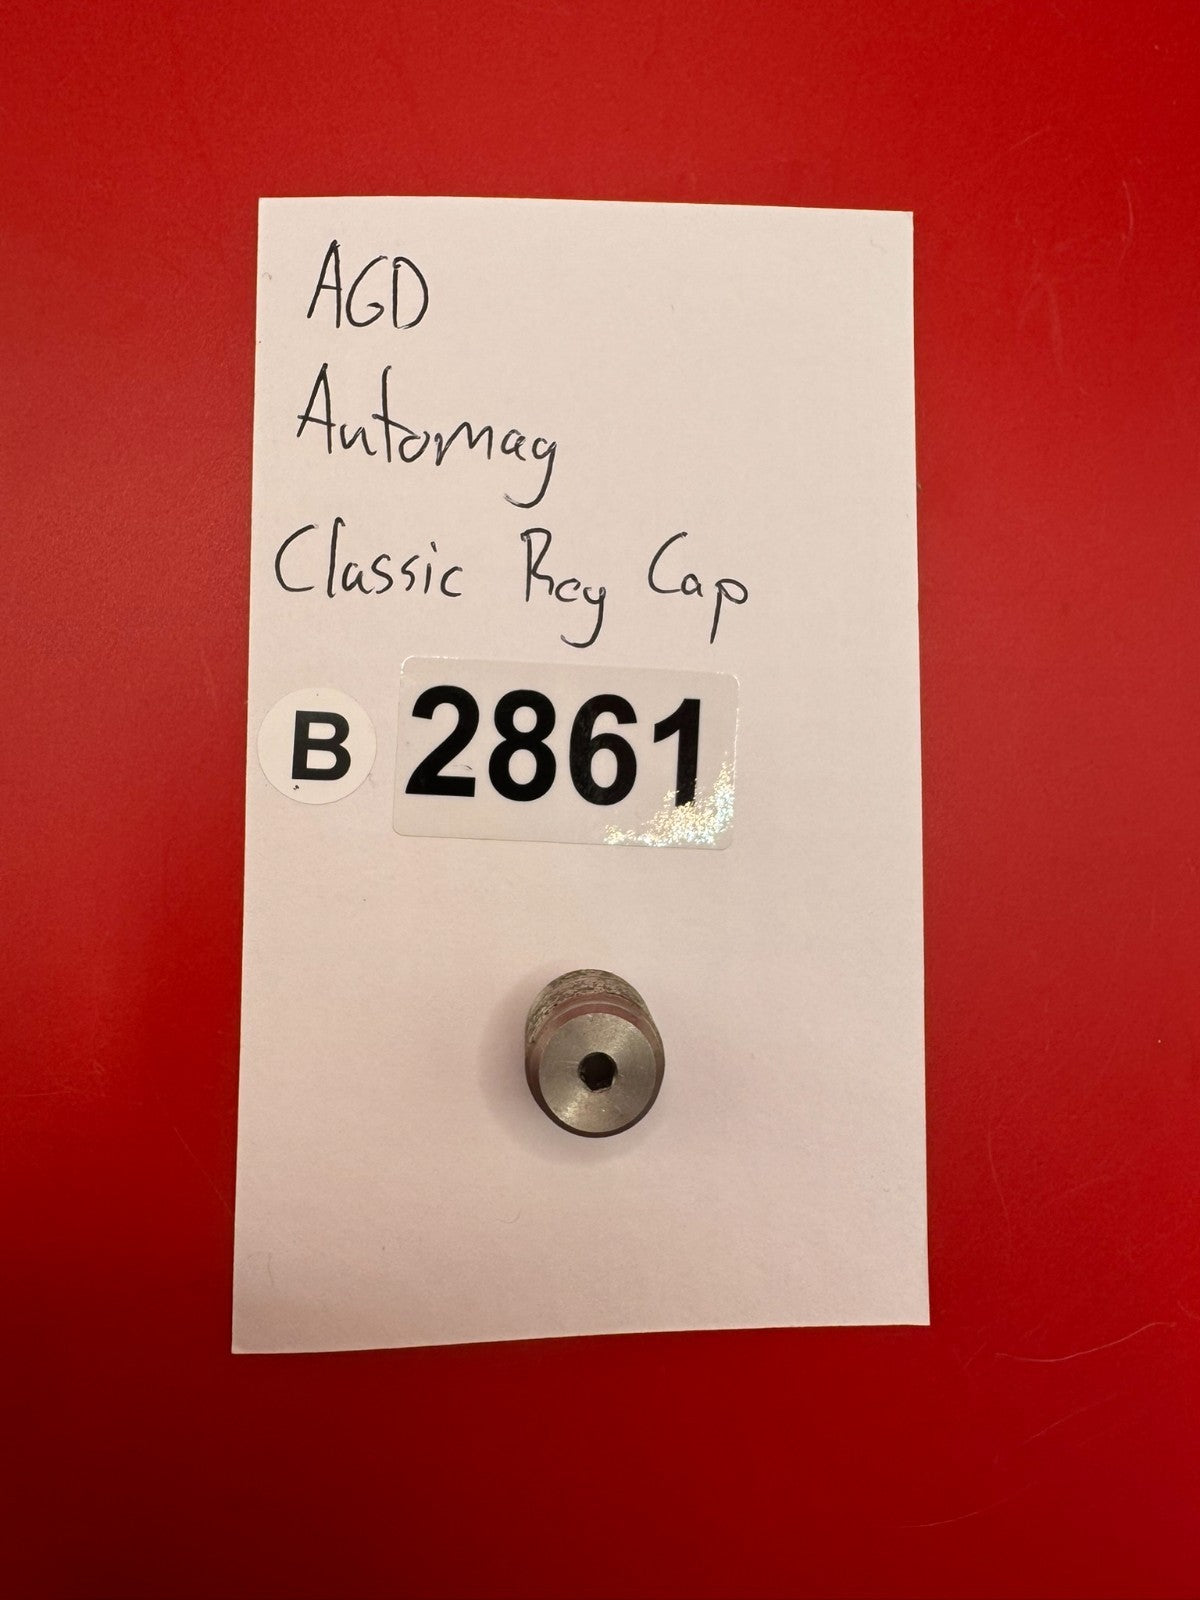 AGD
Automag
Classic Reg Cap
B 2861